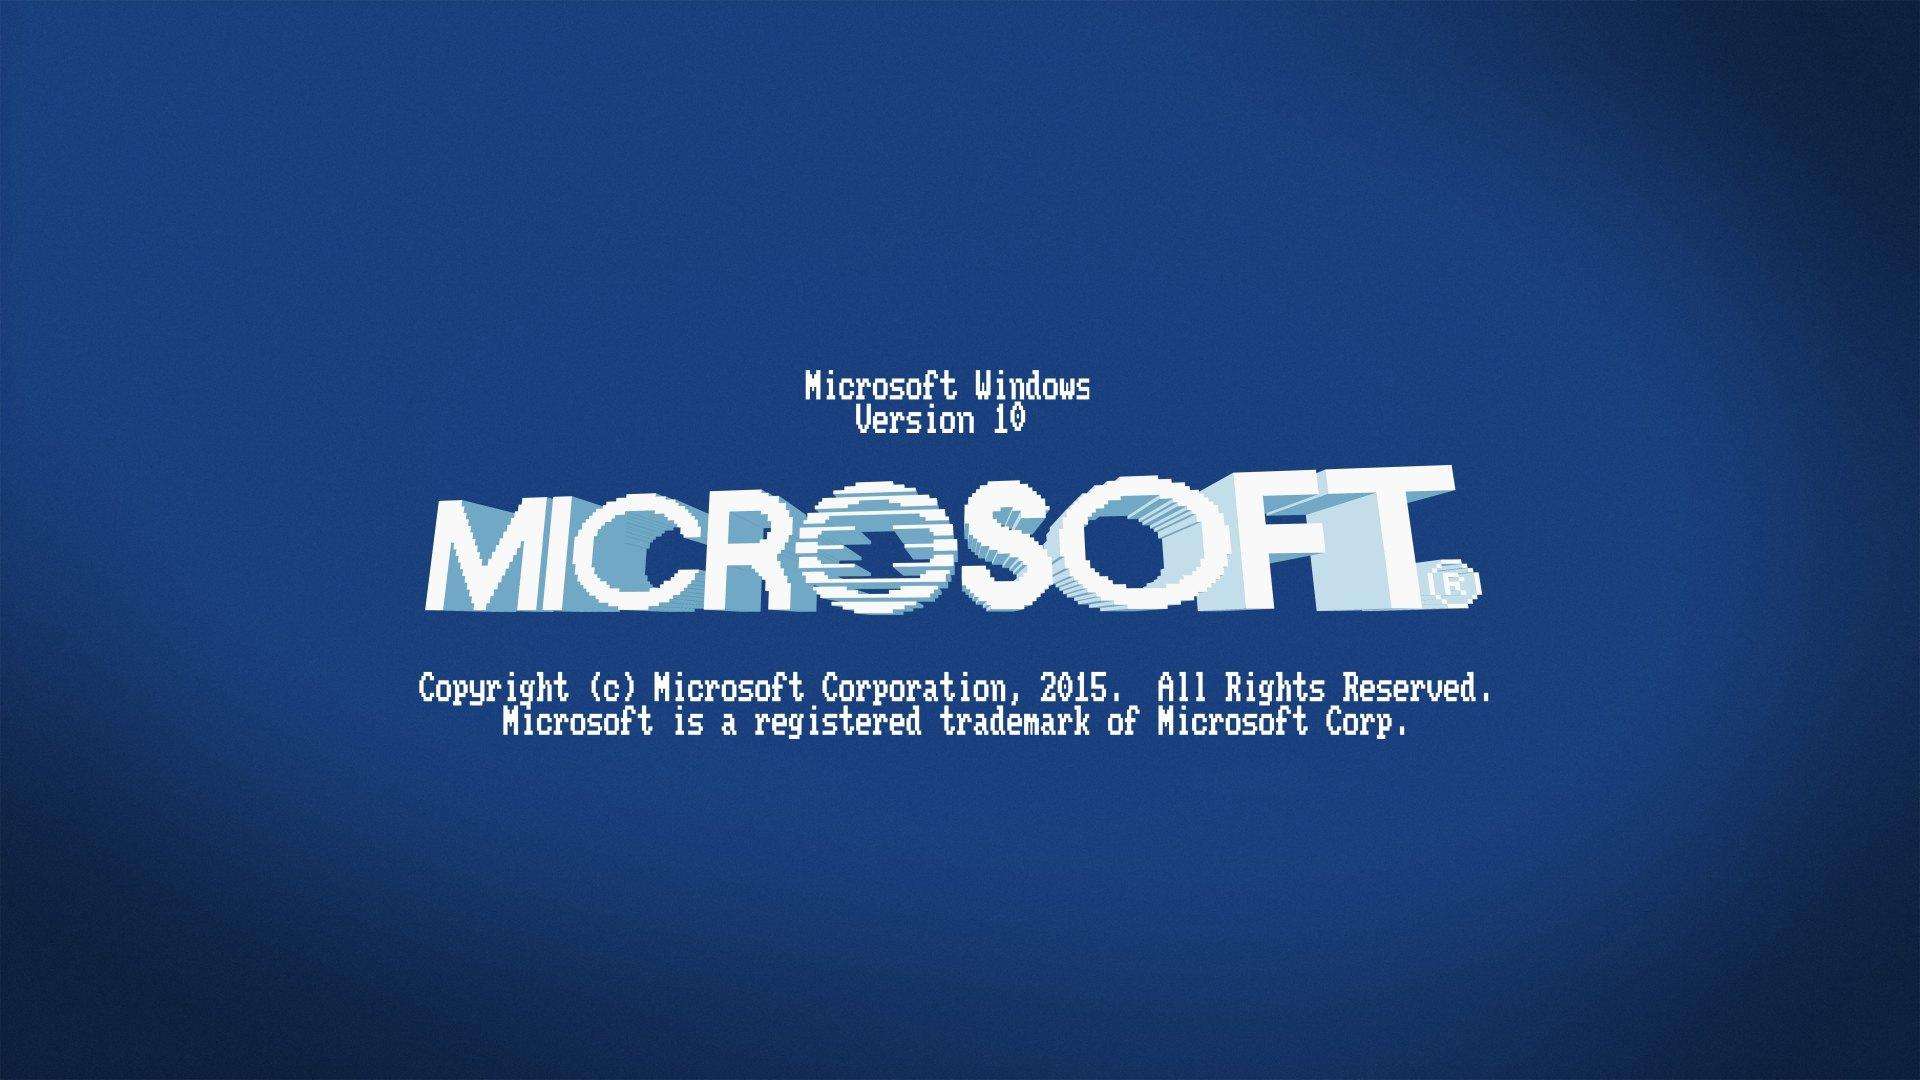 Microsoft Windows
Version 10
MICROSOFT®
Copyright (c) Microsoft Corporation, 2015.  All Rights Reserved.
Microsoft is a registered trademark of Microsoft Corp.